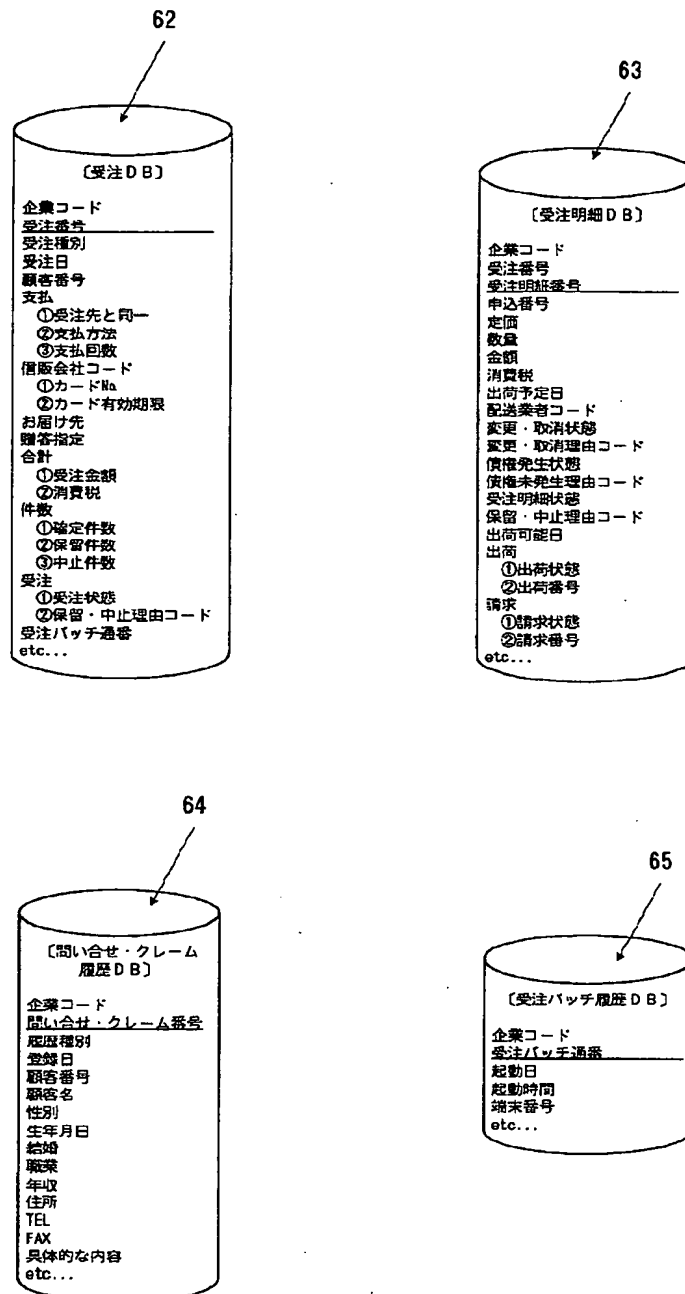 62
〔受注DB〕
企業コード
受注番号
受注種別
受注日
顧客番号
支払
①受注先と同一
②支払方法
③支払回数
信販会社コード
①カードNo
②カード有効期限
お届け先
贈答指定
合計
①受注金額
②消費税
件数
①確定件数
②保留件数
③中止件数
受注
①受注状態
②保留・中止理由コード
受注バッチ通番
etc...
63
〔受注明細DB〕
企業コード
受注番号
受注明細番号
申込番号
定価
数量
金額
消費税
出荷予定日
配送業者コード
変更・取消状態
変更・取消理由コード
債権発生状態
債権未発生理由コード
受注明細状態
保留・中止理由コード
出荷可能日
出荷
①出荷状態
②出荷番号
請求
①請求状態
②請求番号
etc...
64
〔問い合せ・クレーム
履歴DB〕
企業コード
問い合せ・クレーム番号
履歴種別
登録日
顧客番号
顧客名
性別
生年月日
結婚
職業
年収
住所
TEL
FAX
具体的な内容
etc...
65
〔受注バッチ履歴DB〕
企業コード
受注バッチ通番
起動日
起動時間
端末番号
etc...